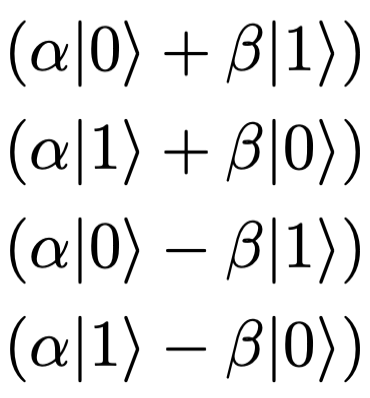 (α|0⟩ + β|1⟩)
(α|1⟩ + β|0⟩)
(α|0⟩ − β|1⟩)
(α|1⟩ − β|0⟩)